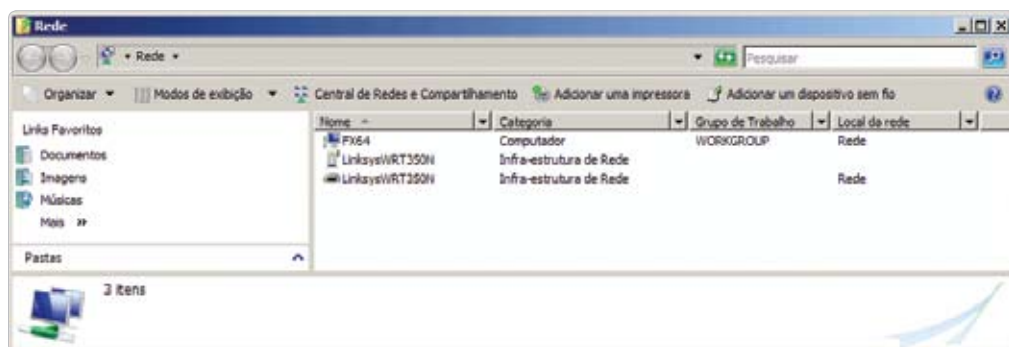 Rede
Rede
Pesquisar
Organizar Modos de exibição Central de Redes e Compartilhamento Adicionar uma impressora Adicionar um dispositivo sem fio
Links Favoritos
Documentos
Imagens
Músicas
Mais »
Pastas
Nome Categoria Grupo de Trabalho Local da rede
FX64 Computador WORKGROUP Rede
LinksysWRT350N Infra-estrutura de Rede
LinksysWRT350N Infra-estrutura de Rede Rede
3 itens